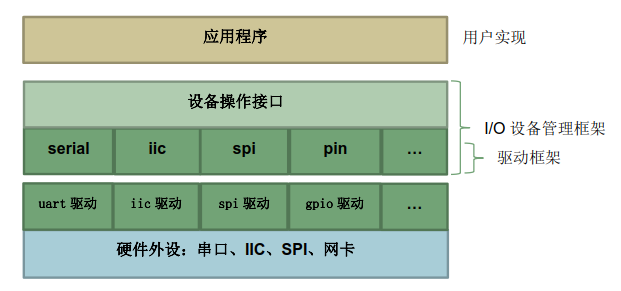 应用程序 用户实现
设备操作接口
I/O 设备管理框架
serial iic spi pin …
驱动框架
uart 驱动 iic 驱动 spi 驱动 gpio 驱动 …
硬件外设：串口、IIC、SPI、网卡